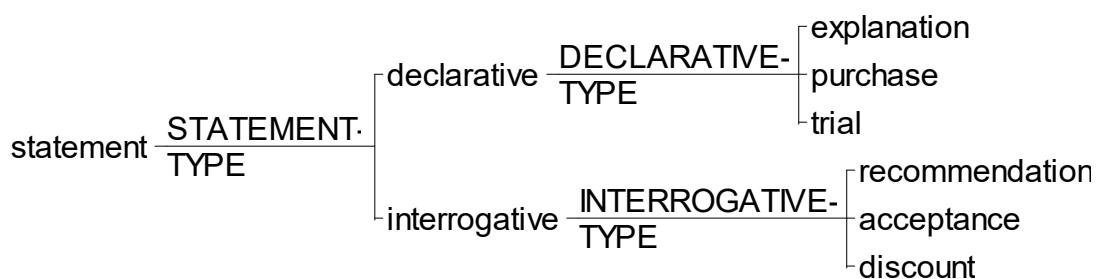 explanation
DECLARATIVE-
declarative
purchase
TYPE
trial
STATEMENT-
statement
TYPE
recommendation
INTERROGATIVE-
interrogative
acceptance
TYPE
discount